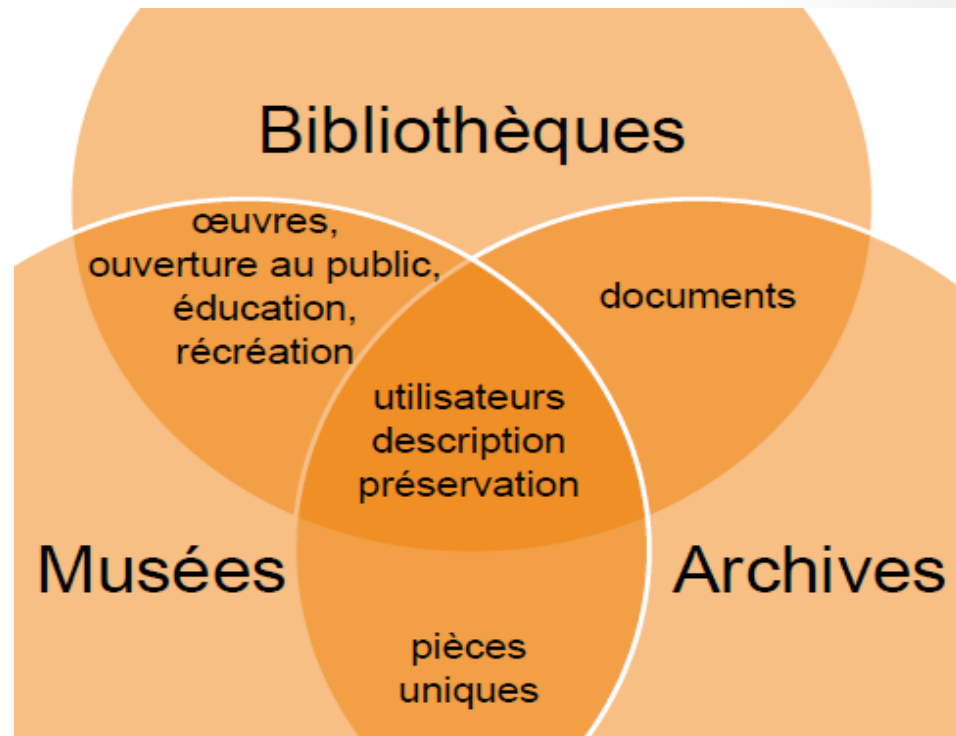 Bibliothèques
œuvres,
ouverture au public,
éducation,
récréation
documents
utilisateurs
description
préservation
Musées
Archives
pièces
uniques